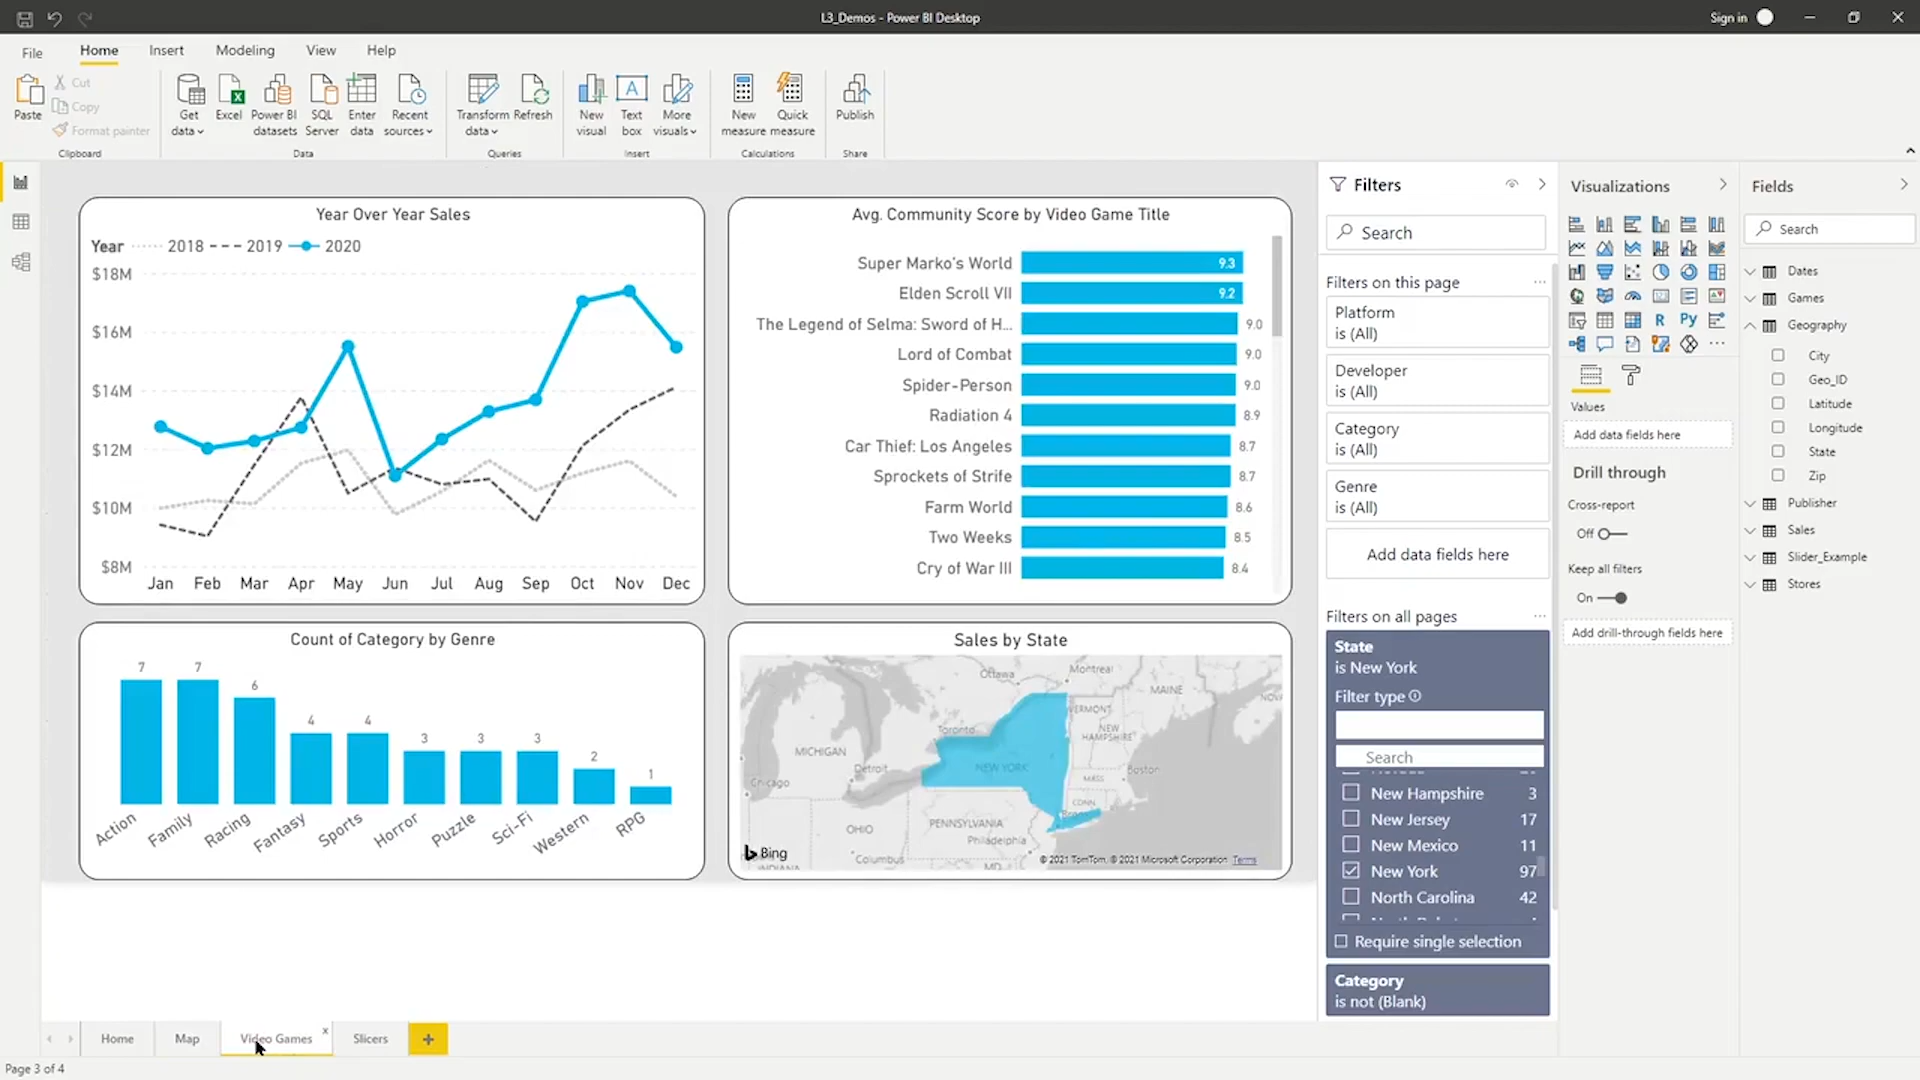 L3_Demos - Power BI Desktop
Sign in
File
Home
Insert
Modeling
View
Help
Paste
Cut
Copy
Format painter
Clipboard
Get data
Excel
Power BI datasets
SQL Server
Enter data
Recent sources
Data
Transform data
Refresh
Queries
New visual
Text box
More visuals
Insert
New measure
Quick measure
Calculations
Publish
Share
Year Over Year Sales
Year 2018 2019 2020
$18M
$16M
$14M
$12M
$10M
$8M
Jan Feb Mar Apr May Jun Jul Aug Sep Oct Nov Dec
Avg. Community Score by Video Game Title
Super Marko's World 9.3
Elden Scroll VII 9.2
The Legend of Selma: Sword of H... 9.0
Lord of Combat 9.0
Spider-Person 9.0
Radiation 4 8.9
Car Thief: Los Angeles 8.7
Sprockets of Strife 8.7
Farm World 8.6
Two Weeks 8.5
Cry of War III 8.4
Count of Category by Genre
7 7 6 4 4 3 3 3 2 1
Action Family Racing Fantasy Sports Horror Puzzle Sci-Fi Western RPG
Sales by State
Ottawa
Montreal
MAINE
VERMONT
NEW HAMPSHIRE
Toronto
MICHIGAN
NEW YORK
Detroit
MASS
Boston
Chicago
CONN
PENNSYLVANIA
OHIO
Philadelphia
Columbus
MD
INDIANA
Bing
© 2021 TomTom, © 2021 Microsoft Corporation Terms
Filters
Search
Filters on this page
Platform
is (All)
Developer
is (All)
Category
is (All)
Genre
is (All)
Add data fields here
Filters on all pages
State
is New York
Filter type
Search
New Hampshire 3
New Jersey 17
New Mexico 11
New York 97
North Carolina 42
Require single selection
Category
is not (Blank)
Visualizations
R
Py
Values
Add data fields here
Drill through
Cross-report
Off
Keep all filters
On
Add drill-through fields here
Fields
Search
Dates
Games
Geography
City
Geo_ID
Latitude
Longitude
State
Zip
Publisher
Sales
Slider_Example
Stores
Home
Map
Video Games
Slicers
Page 3 of 4